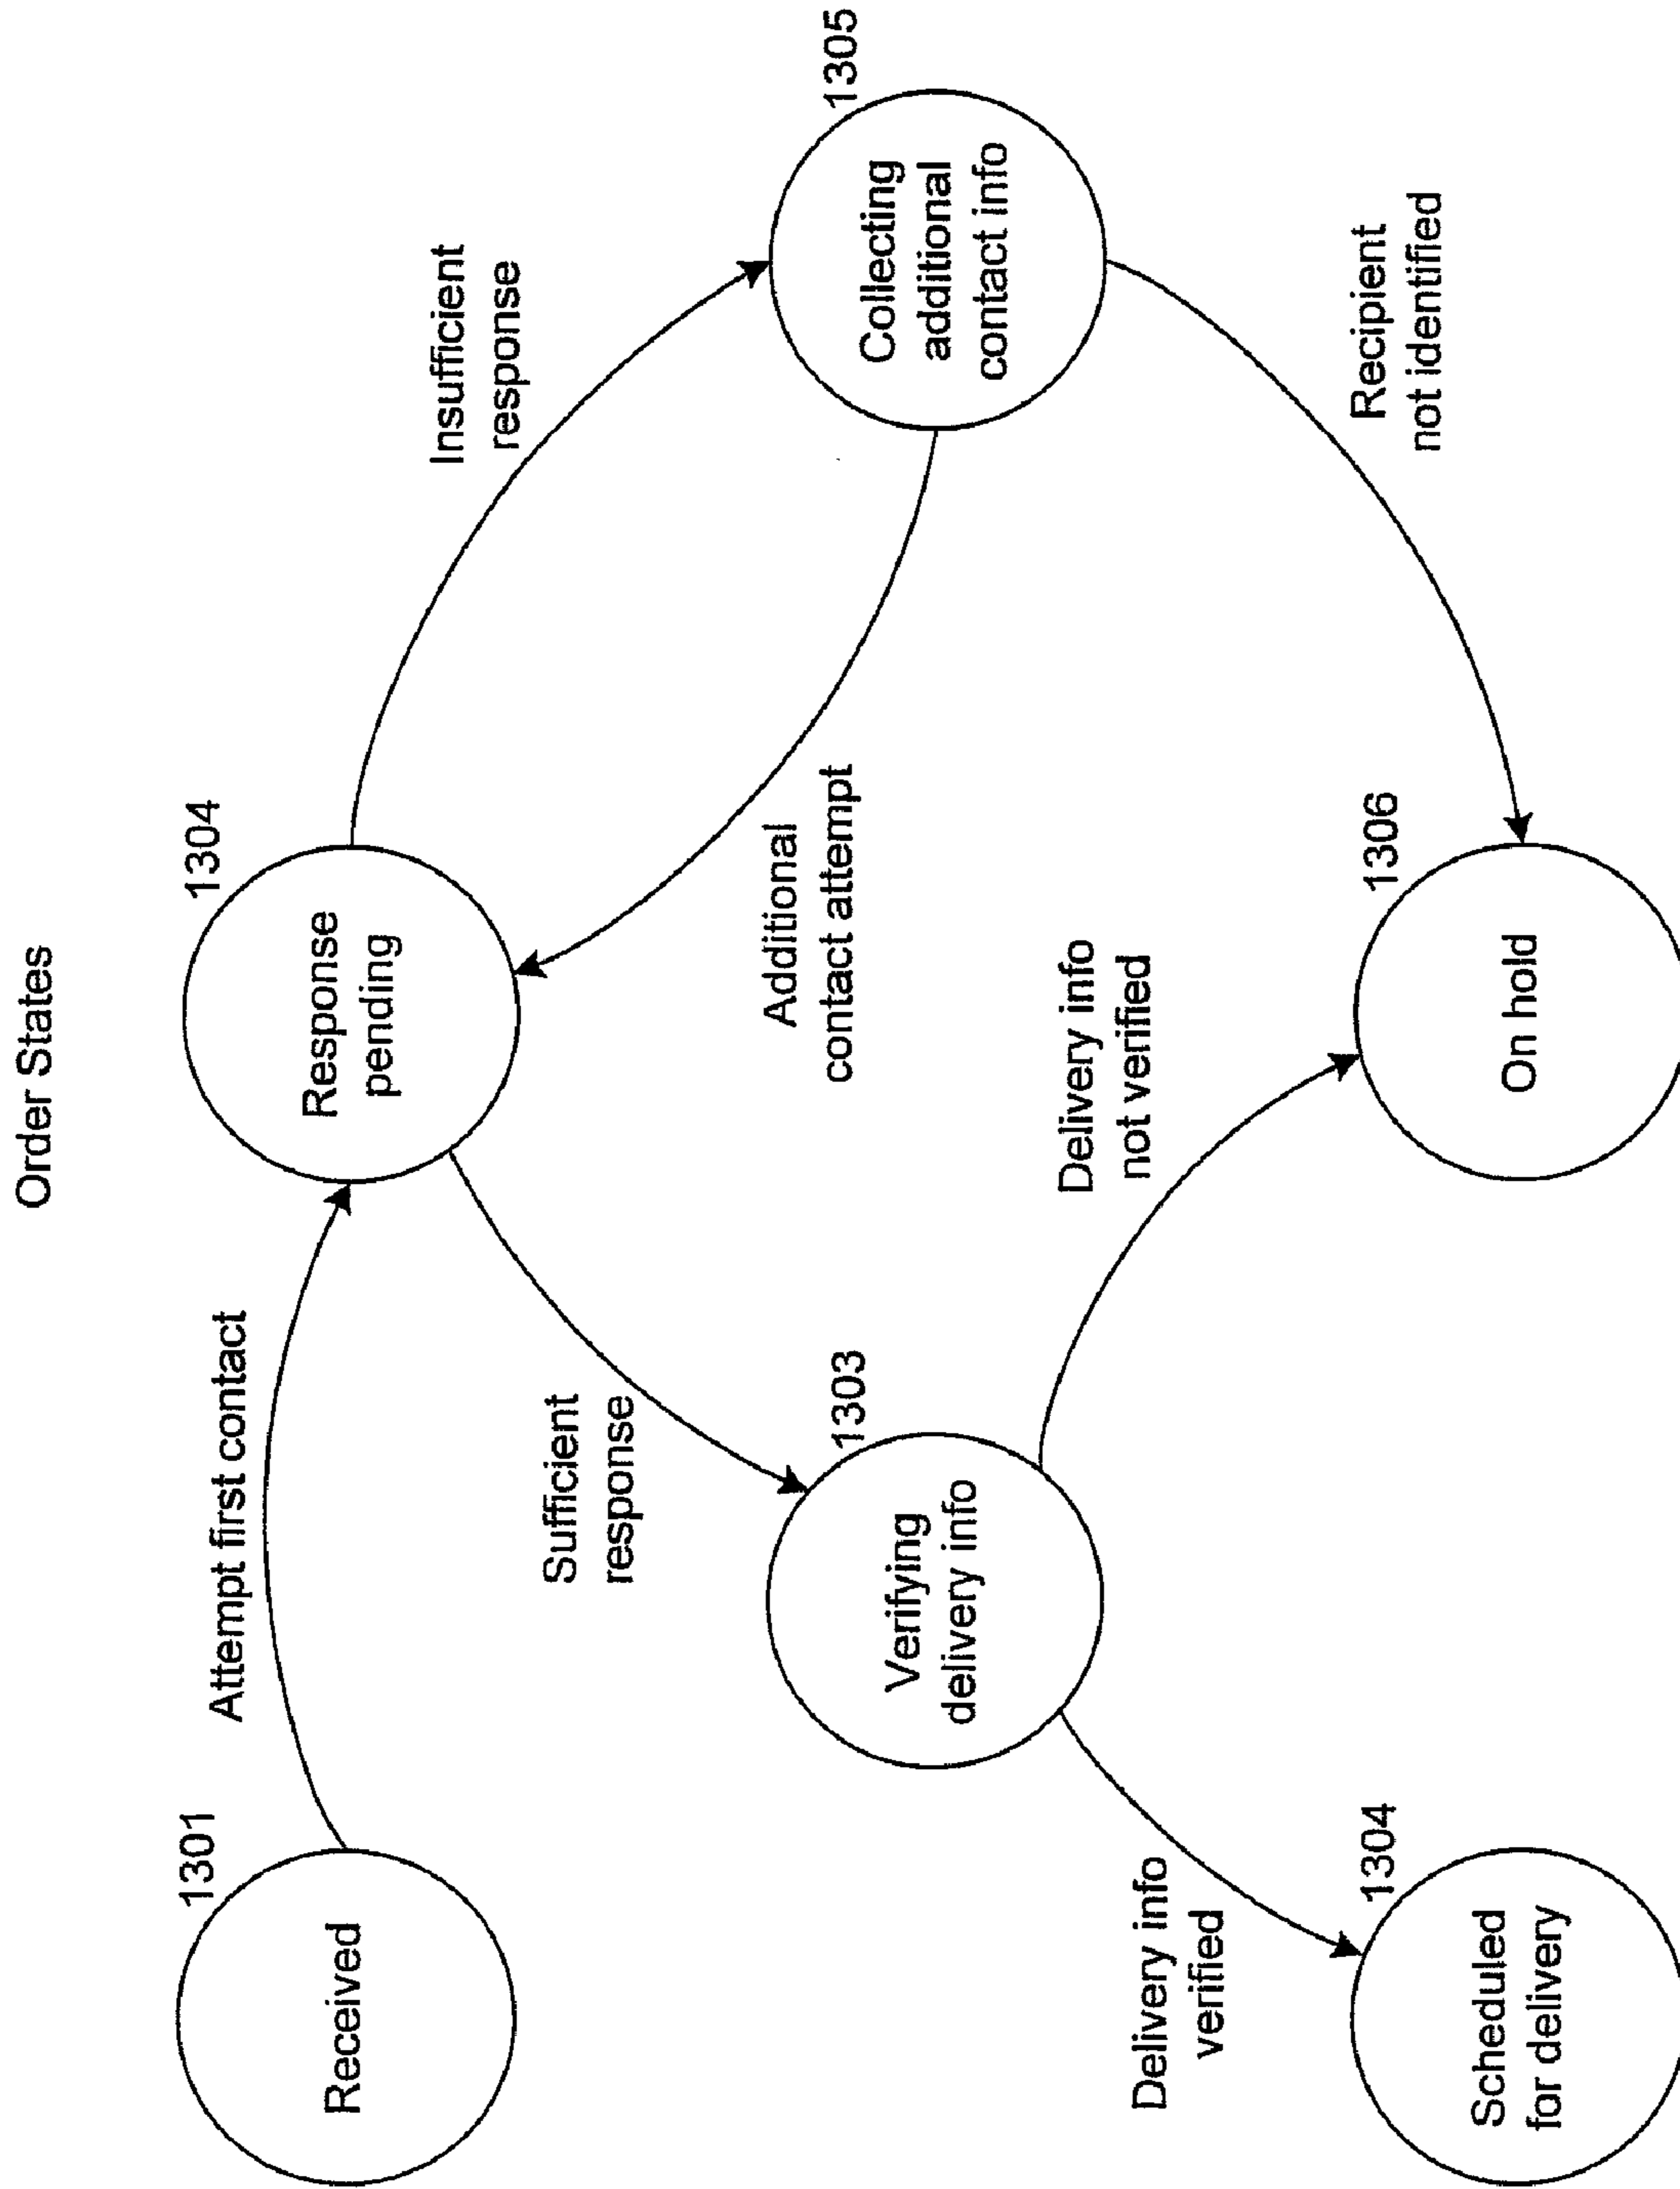 Order States
1301
Received
Attempt first contact
1304
Response
pending
Insufficient
response
Sufficient
response
1303
Verifying
delivery info
Additional
contact attempt
1305
Collecting
additional
contact info
Delivery info
verified
Delivery info
not verified
Recipient
not identified
1304
Scheduled
for delivery
1306
On hold